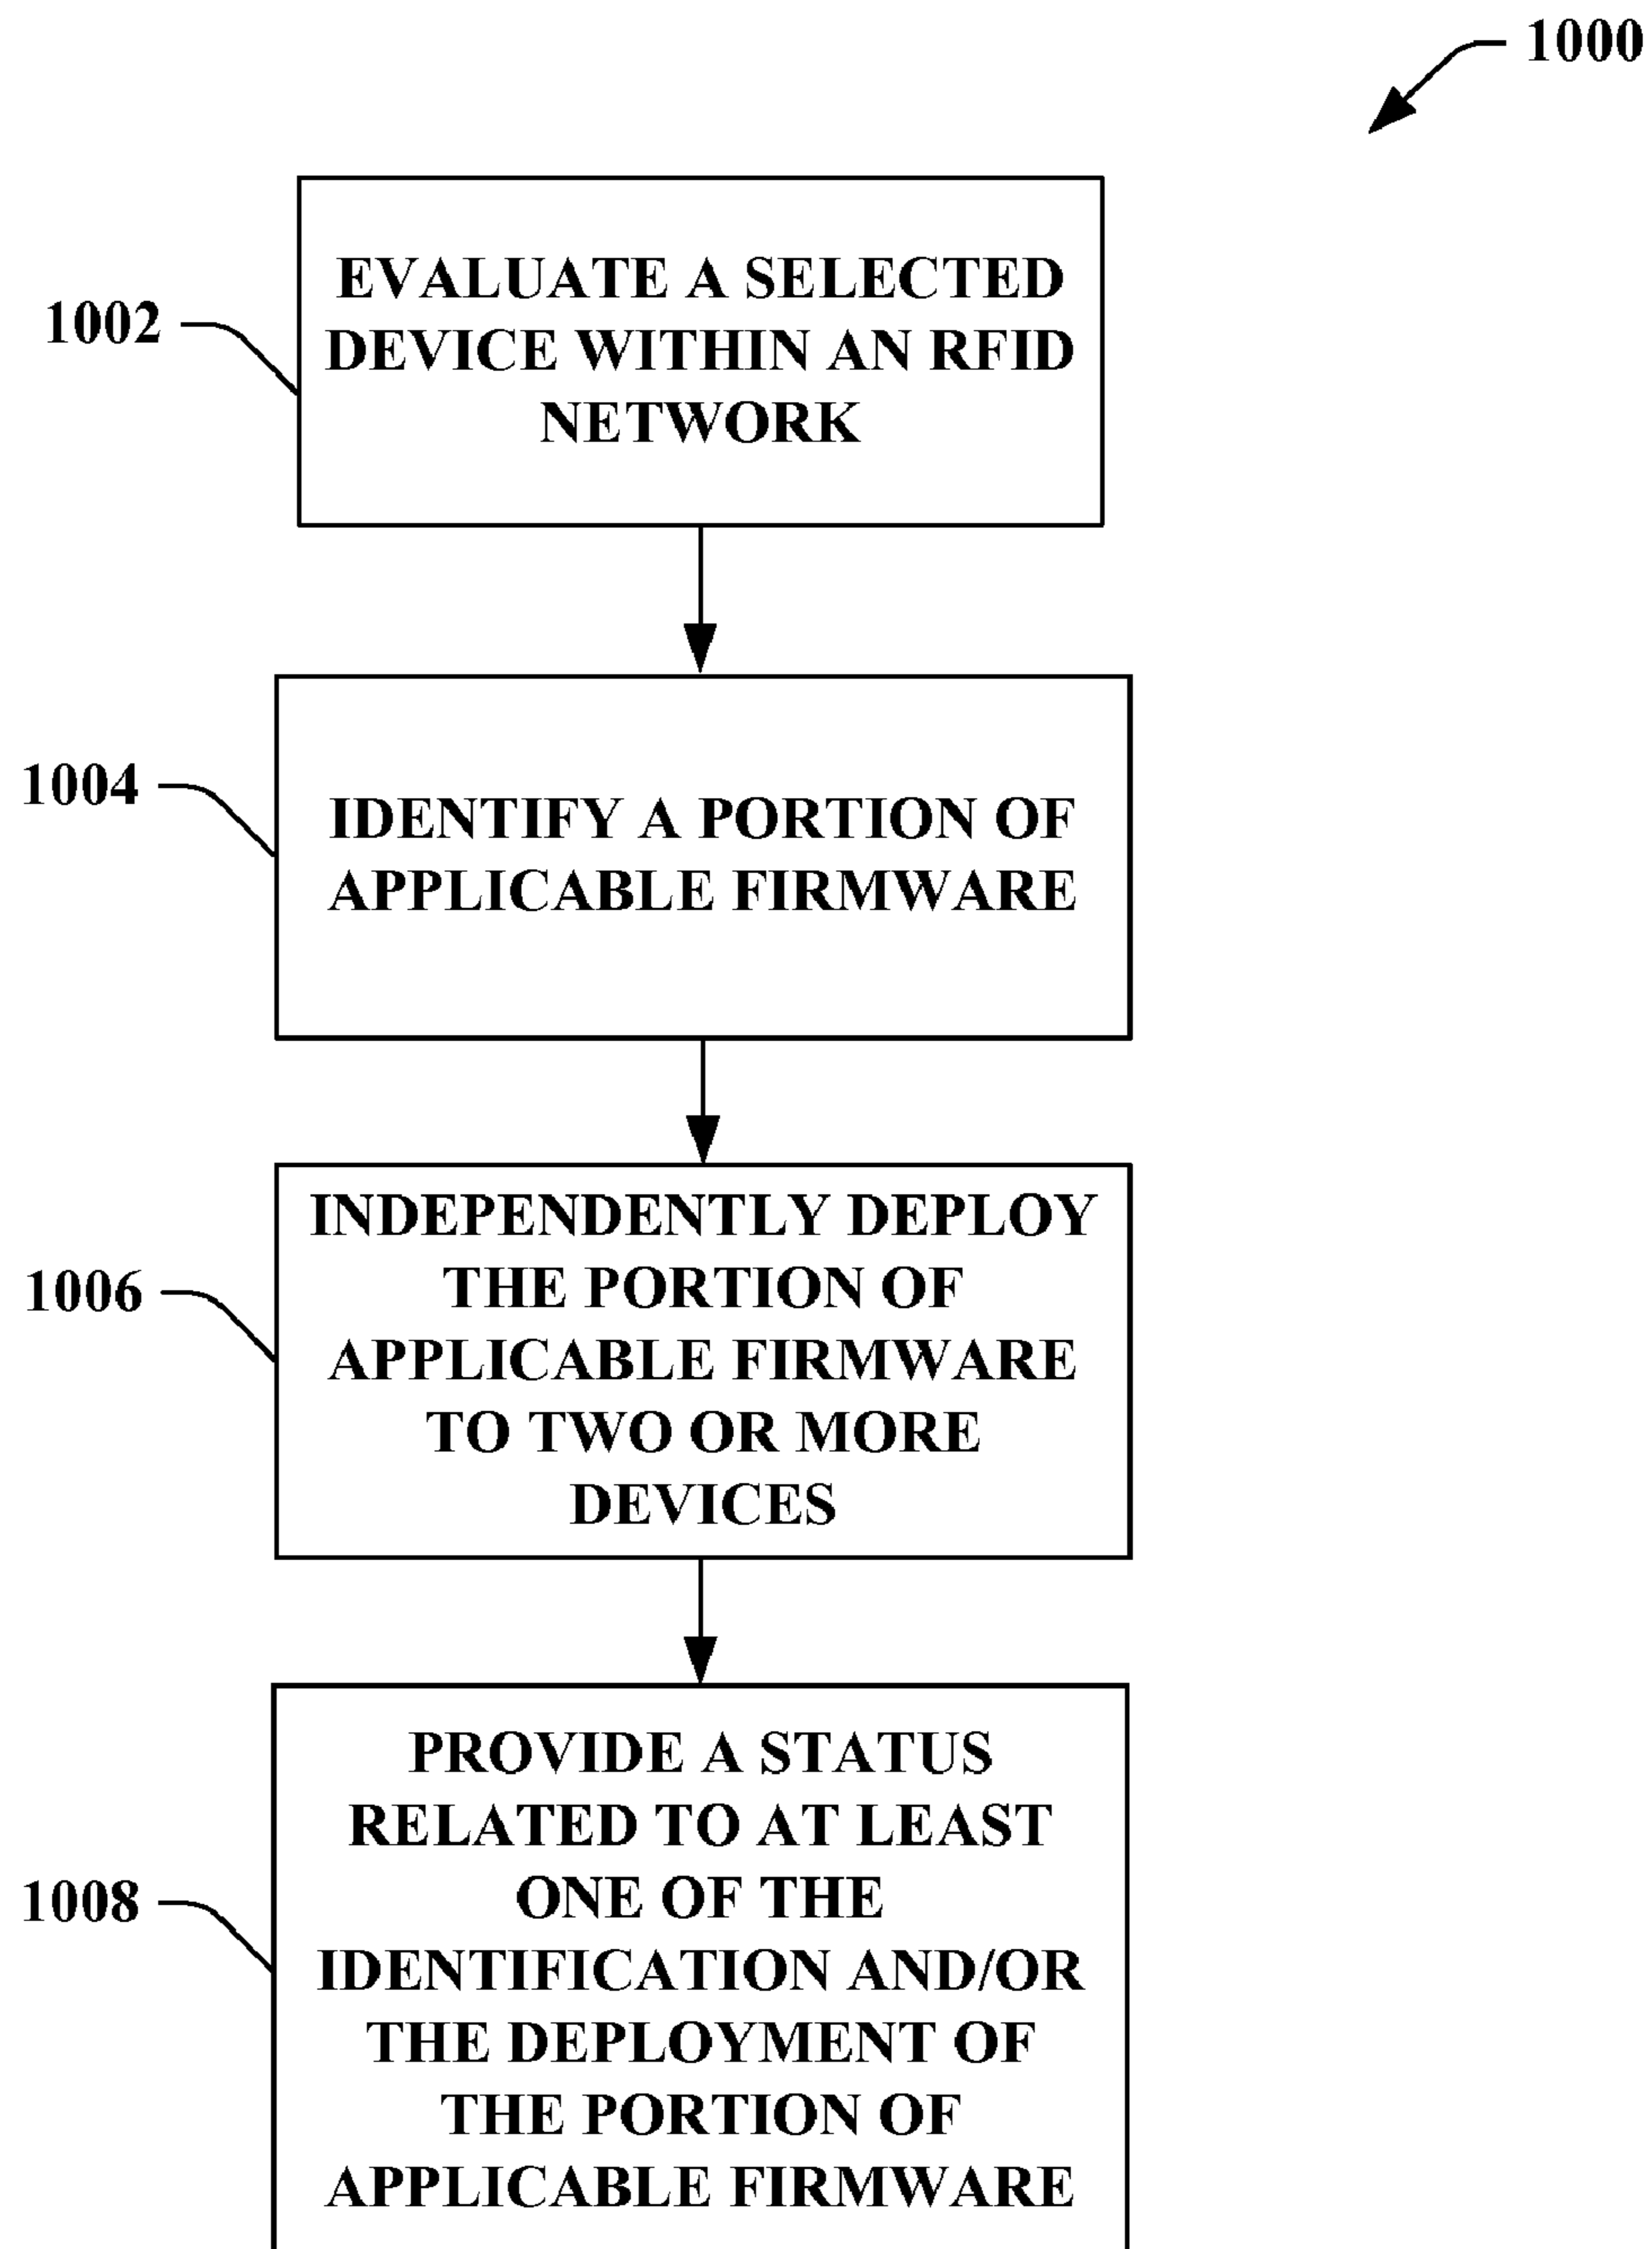 1000
1002
EVALUATE A SELECTED
DEVICE WITHIN AN RFID
NETWORK
1004
IDENTIFY A PORTION OF
APPLICABLE FIRMWARE
1006
INDEPENDENTLY DEPLOY
THE PORTION OF
APPLICABLE FIRMWARE
TO TWO OR MORE
DEVICES
1008
PROVIDE A STATUS
RELATED TO AT LEAST
ONE OF THE
IDENTIFICATION AND/OR
THE DEPLOYMENT OF
THE PORTION OF
APPLICABLE FIRMWARE